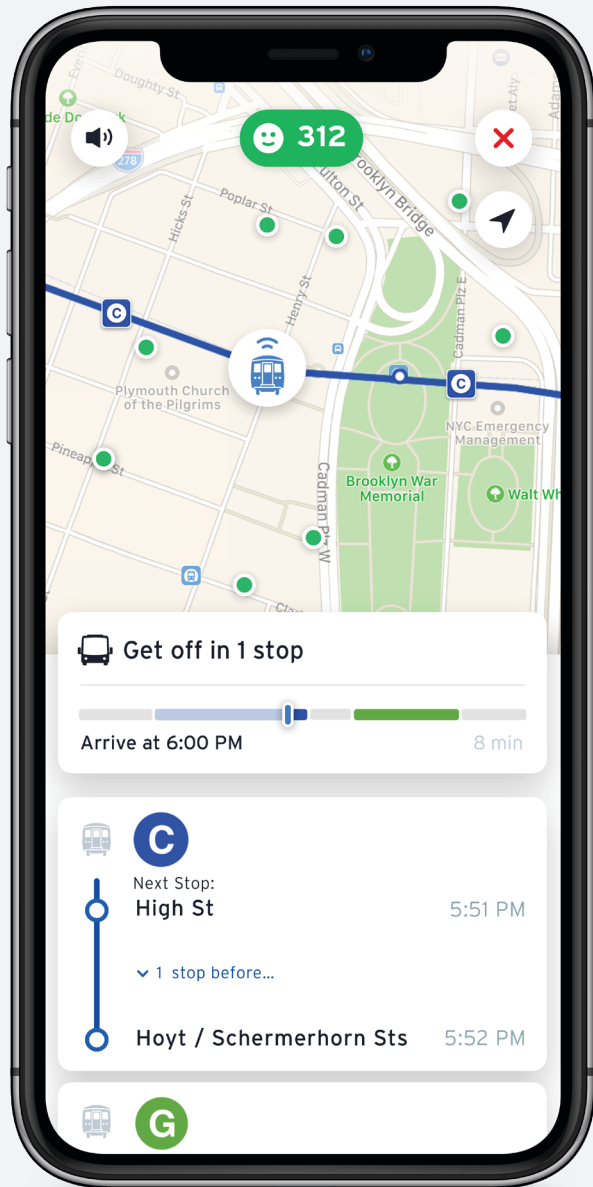 Doughty St
278
312
Poplar St
Fulton St
Brooklyn Bridge
Hicks St
Henry St
Cadman Plz E
C
C
Plymouth Church
of the Pilgrims
NYC Emergency
Management
Pineapple St
Brooklyn War
Memorial
Walt Wh
Cadman Plz W
Get off in 1 stop
Arrive at 6:00 PM
8 min
C
Next Stop:
High St
5:51 PM
1 stop before...
Hoyt / Schermerhorn Sts
5:52 PM
G